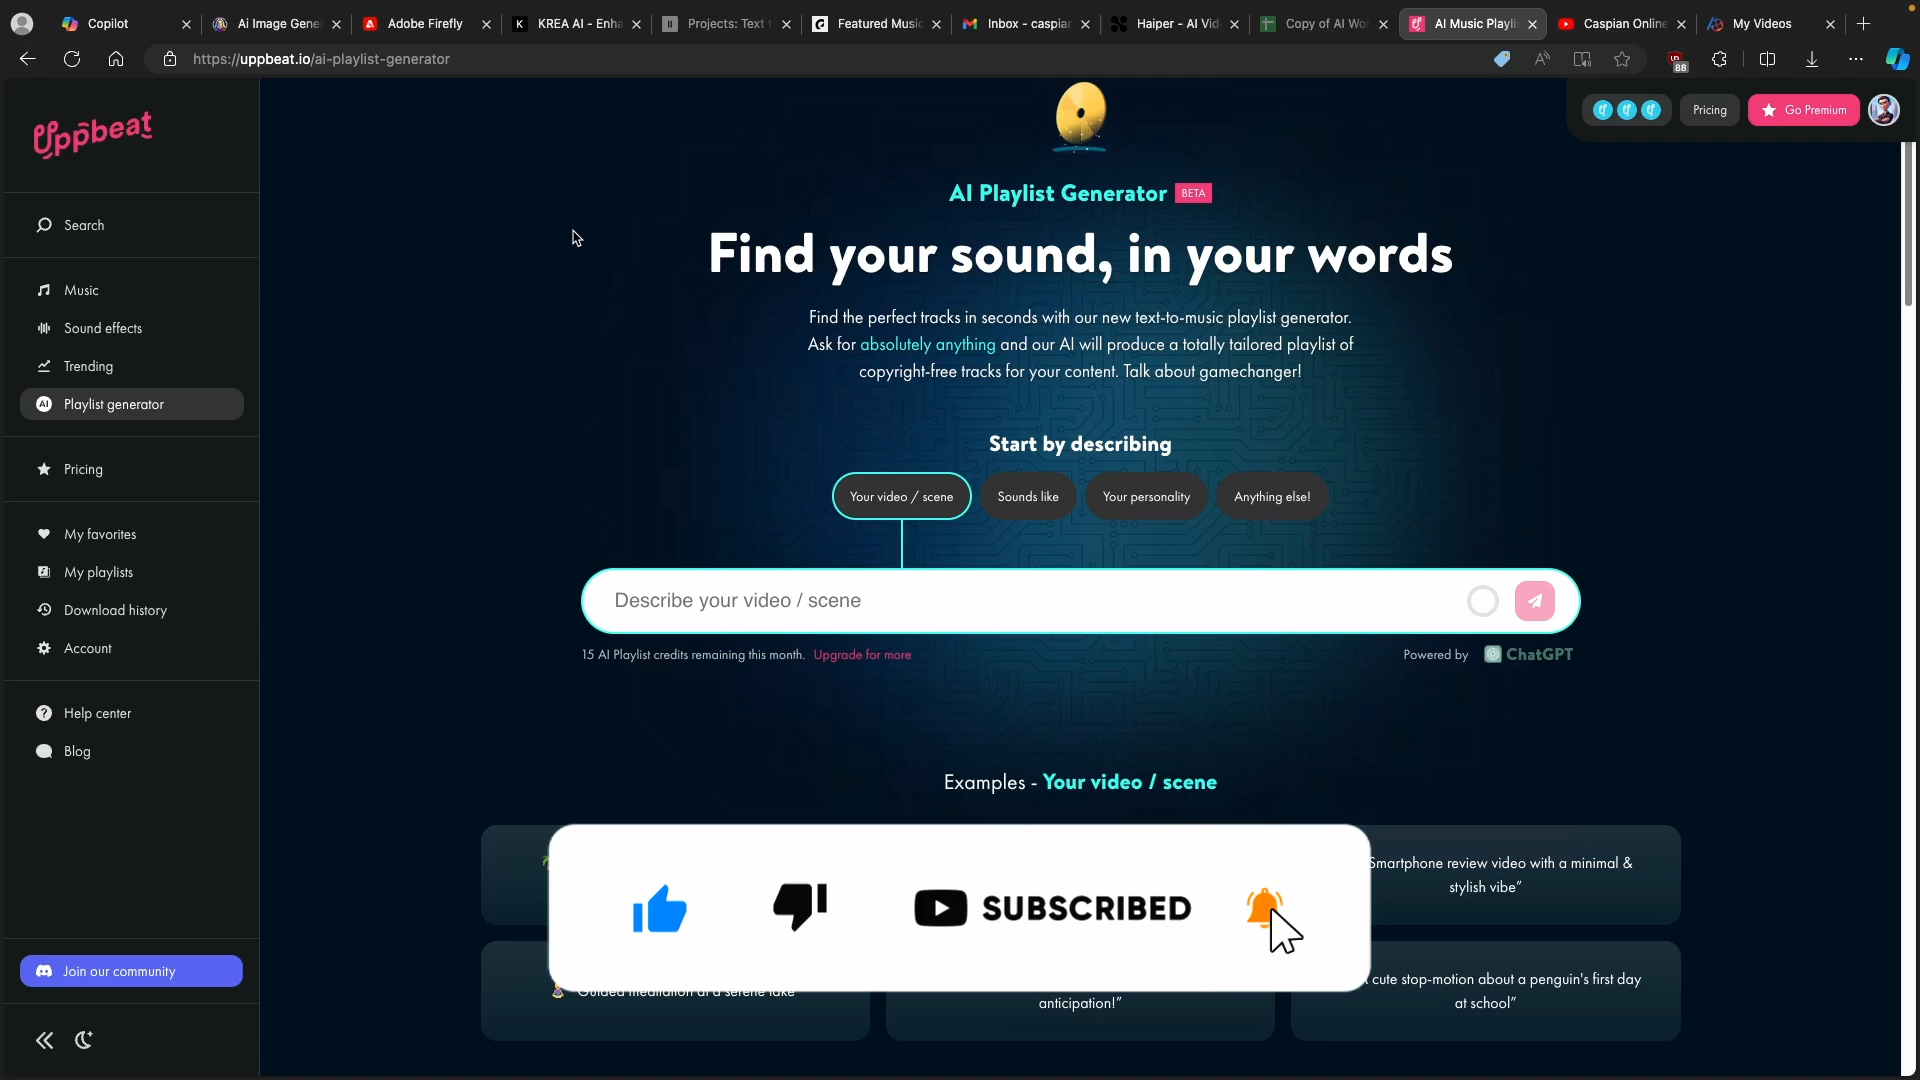 Copilot
Ai Image Gene
Adobe Firefly
KREA AI - Enha
Projects: Text t
Featured Music
Inbox - caspian
Haiper - AI Vid
Copy of AI Wor
AI Music Playli
Caspian Online
My Videos
https://uppbeat.io/ai-playlist-generator
88
Uppbeat
Search
Music
Sound effects
Trending
AI Playlist generator
Pricing
My favorites
My playlists
Download history
Account
Help center
Blog
Join our community
Pricing
Go Premium
AI Playlist Generator BETA
Find your sound, in your words
Find the perfect tracks in seconds with our new text-to-music playlist generator.
Ask for absolutely anything and our AI will produce a totally tailored playlist of
copyright-free tracks for your content. Talk about gamechanger!
Start by describing
Your video / scene
Sounds like
Your personality
Anything else!
Describe your video / scene
15 AI Playlist credits remaining this month. Upgrade for more
Powered by ChatGPT
Examples - Your video / scene
Smartphone review video with a minimal &
stylish vibe”
SUBSCRIBED
Guided meditation at a serene lake
anticipation!”
cute stop-motion about a penguin's first day
at school”